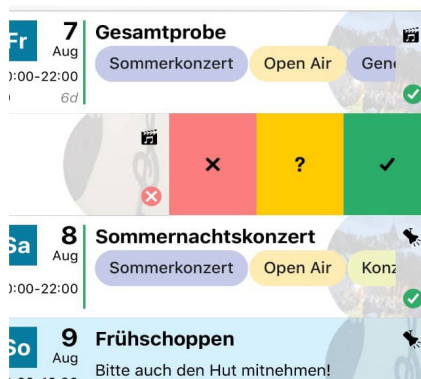 Fr 7 Gesamtprobe
Aug
Sommerkonzert Open Air
:00-22:00
6d
?
Sa 8 Sommernachtskonzert
Aug
Sommerkonzert Open Air
:00-22:00
So 9 Frühschoppen
Aug
Bitte auch den Hut mitnehmen!